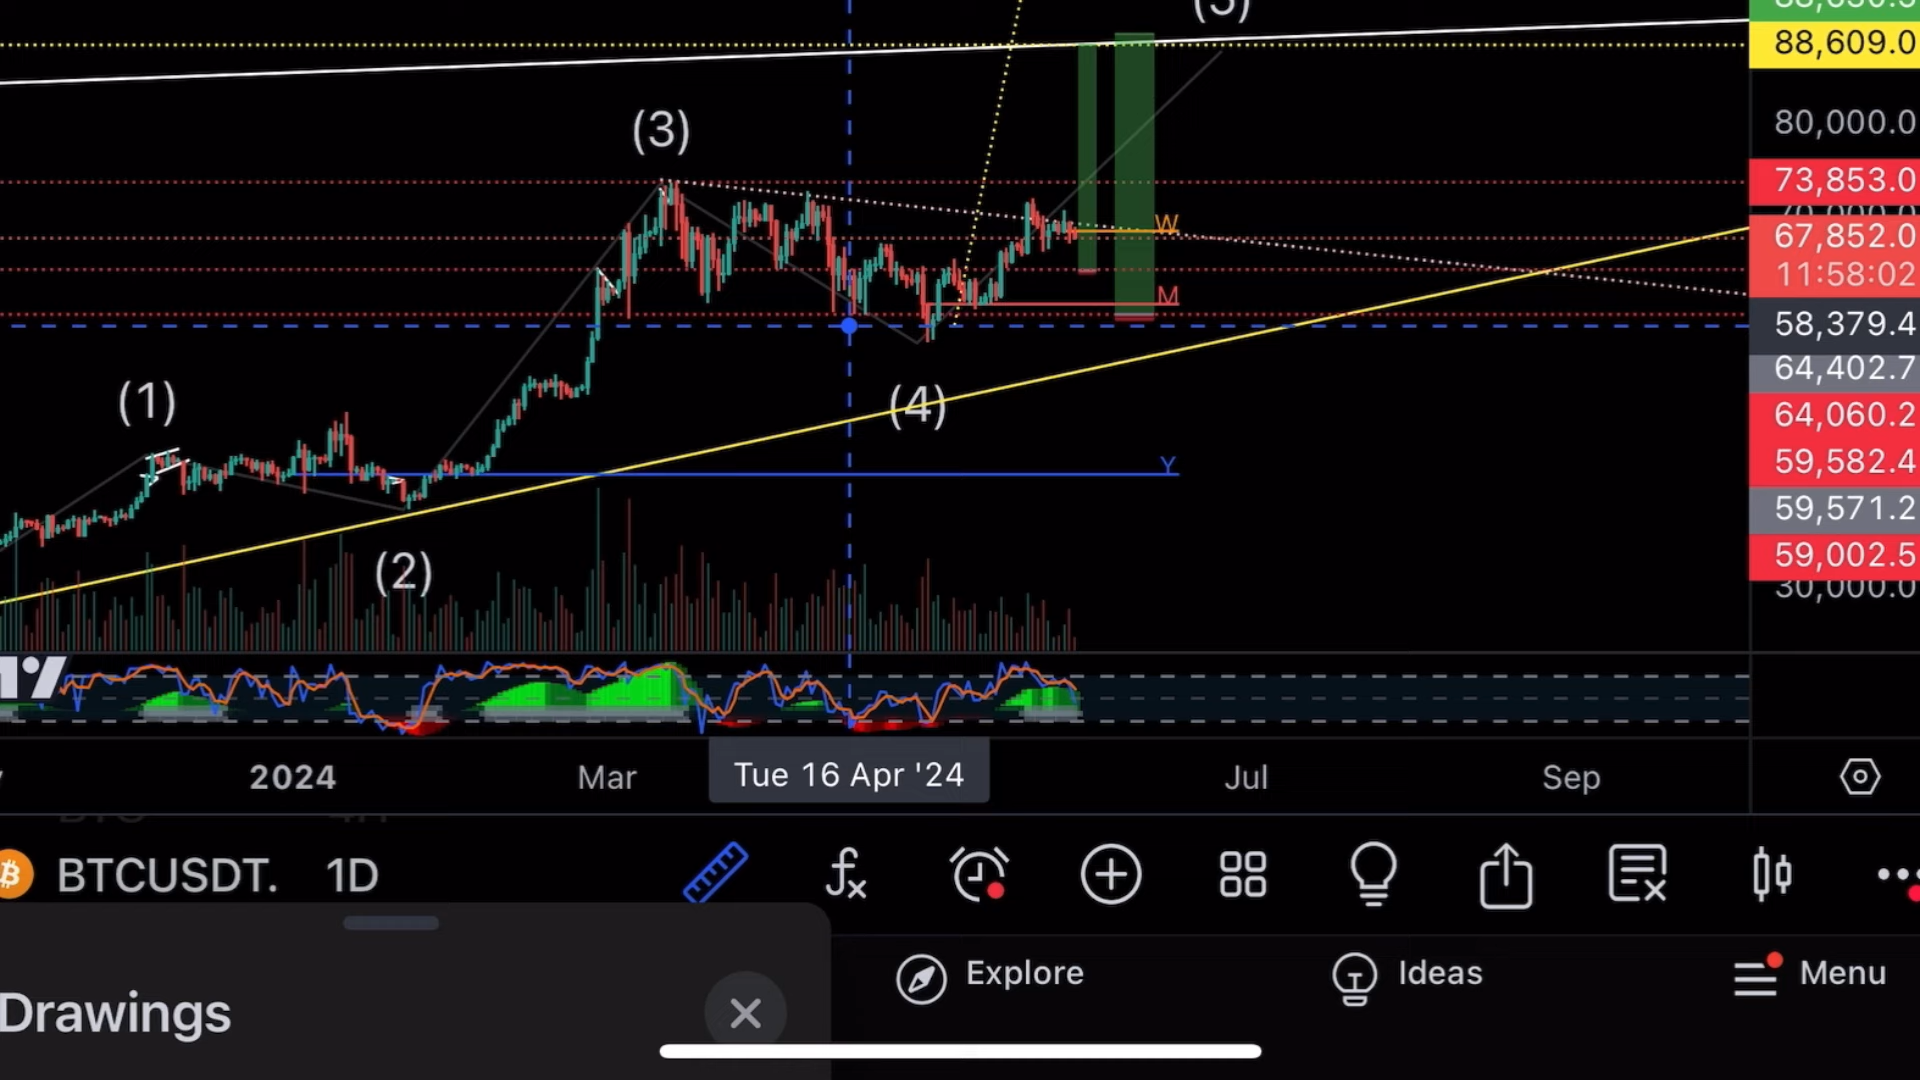 (5)
88,609.0
(3)
80,000.0
73,853.0
W
67,852.0
11:58:02
M
58,379.4
(1)
(4)
64,402.7
64,060.2
Y
59,582.4
59,571.2
(2)
59,002.5
30,000.0
2024
Mar
Tue 16 Apr '24
Jul
Sep
BTCUSDT.
1D
Explore
Ideas
Menu
Drawings